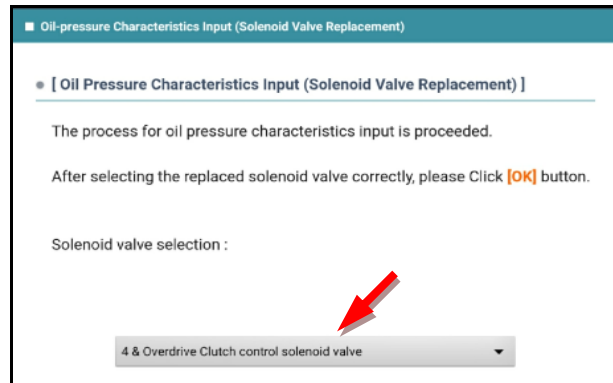 Oil-pressure Characteristics Input (Solenoid Valve Replacement)
[ Oil Pressure Characteristics Input (Solenoid Valve Replacement) ]
The process for oil pressure characteristics input is proceeded.
After selecting the replaced solenoid valve correctly, please Click [OK] button.
Solenoid valve selection :
4 & Overdrive Clutch control solenoid valve